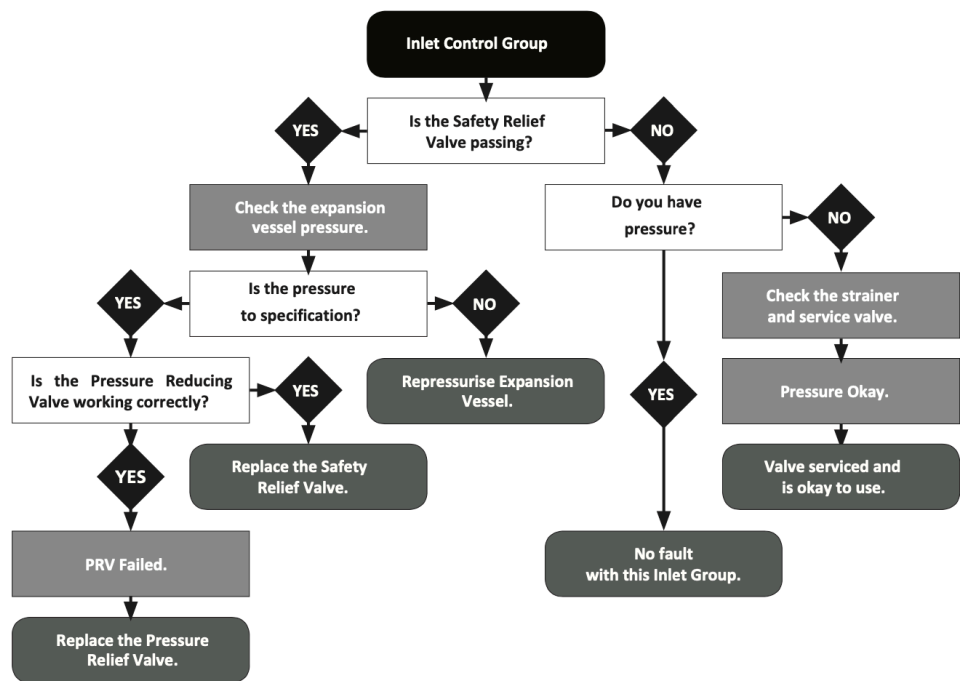 Inlet Control Group
Is the Safety Relief
Valve passing?
YES
NO
Check the expansion
vessel pressure.
Do you have
pressure?
NO
Is the pressure
to specification?
YES
NO
Check the strainer
and service valve.
Is the Pressure Reducing
Valve working correctly?
YES
Repressurise Expansion
Vessel.
YES
Pressure Okay.
YES
Replace the Safety
Relief Valve.
Valve serviced and
is okay to use.
PRV Failed.
No fault
with this Inlet Group.
Replace the Pressure
Relief Valve.